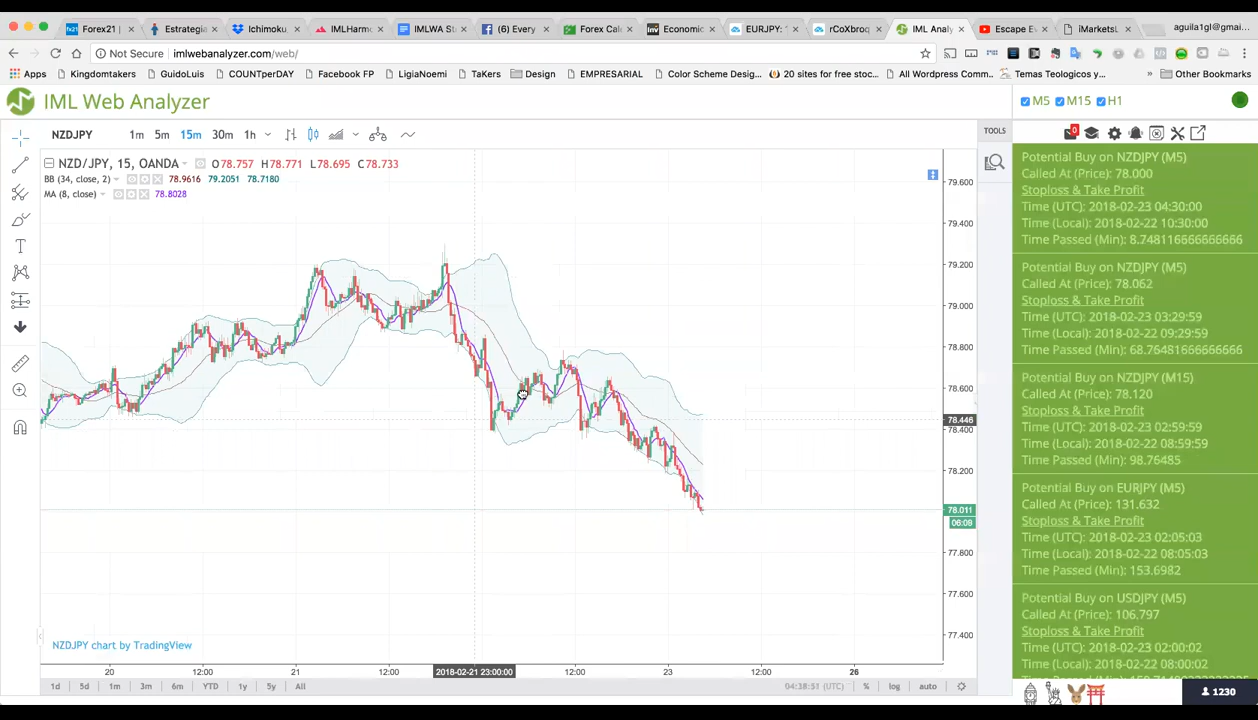 Forex21 |
Estrategia
Ichimoku
IMLHarmo
IMLWA St
(6) Every
Forex Calc
Economic
EURJPY:
rCoXbroq
IML Analy
Escape Ev
iMarketsL
aguila1gl@gmai...
Not Secure
imlwebanalyzer.com/web/
Apps
Kingdomtakers
GuidoLuis
COUNTperDAY
Facebook FP
LigiaNoemi
TaKers
Design
EMPRESARIAL
Color Scheme Desig...
20 sites for free stoc...
All Wordpress Comm...
Temas Teologicos y...
»
Other Bookmarks
IML Web Analyzer
M5
M15
H1
NZDJPY
1m
5m
15m
30m
1h
TOOLS
0
NZD/JPY, 15, OANDA
O78.757 H78.771 L78.695 C78.733
BB (34, close, 2)
78.9616 79.2051 78.7180
MA (8, close)
78.8028
79.600
79.400
79.200
79.000
78.800
78.600
78.446
78.400
78.200
78.011
06:09
77.800
77.600
77.400
NZDJPY chart by TradingView
20
12:00
21
12:00
2018-02-21 23:00:00
12:00
23
12:00
26
1d
5d
1m
3m
6m
YTD
1y
5y
All
04:38:51 (UTC)
%
log
auto
Potential Buy on NZDJPY (M5)
Called At (Price): 78.000
Stoploss & Take Profit
Time (UTC): 2018-02-23 04:30:00
Time (Local): 2018-02-22 10:30:00
Time Passed (Min): 8.748116666666666
Potential Buy on NZDJPY (M5)
Called At (Price): 78.062
Stoploss & Take Profit
Time (UTC): 2018-02-23 03:29:59
Time (Local): 2018-02-22 09:29:59
Time Passed (Min): 68.76481666666666
Potential Buy on NZDJPY (M15)
Called At (Price): 78.120
Stoploss & Take Profit
Time (UTC): 2018-02-23 02:59:59
Time (Local): 2018-02-22 08:59:59
Time Passed (Min): 98.76485
Potential Buy on EURJPY (M5)
Called At (Price): 131.632
Stoploss & Take Profit
Time (UTC): 2018-02-23 02:05:03
Time (Local): 2018-02-22 08:05:03
Time Passed (Min): 153.6982
Potential Buy on USDJPY (M5)
Called At (Price): 106.797
Stoploss & Take Profit
Time (UTC): 2018-02-23 02:00:02
Time (Local): 2018-02-22 08:00:02
1230